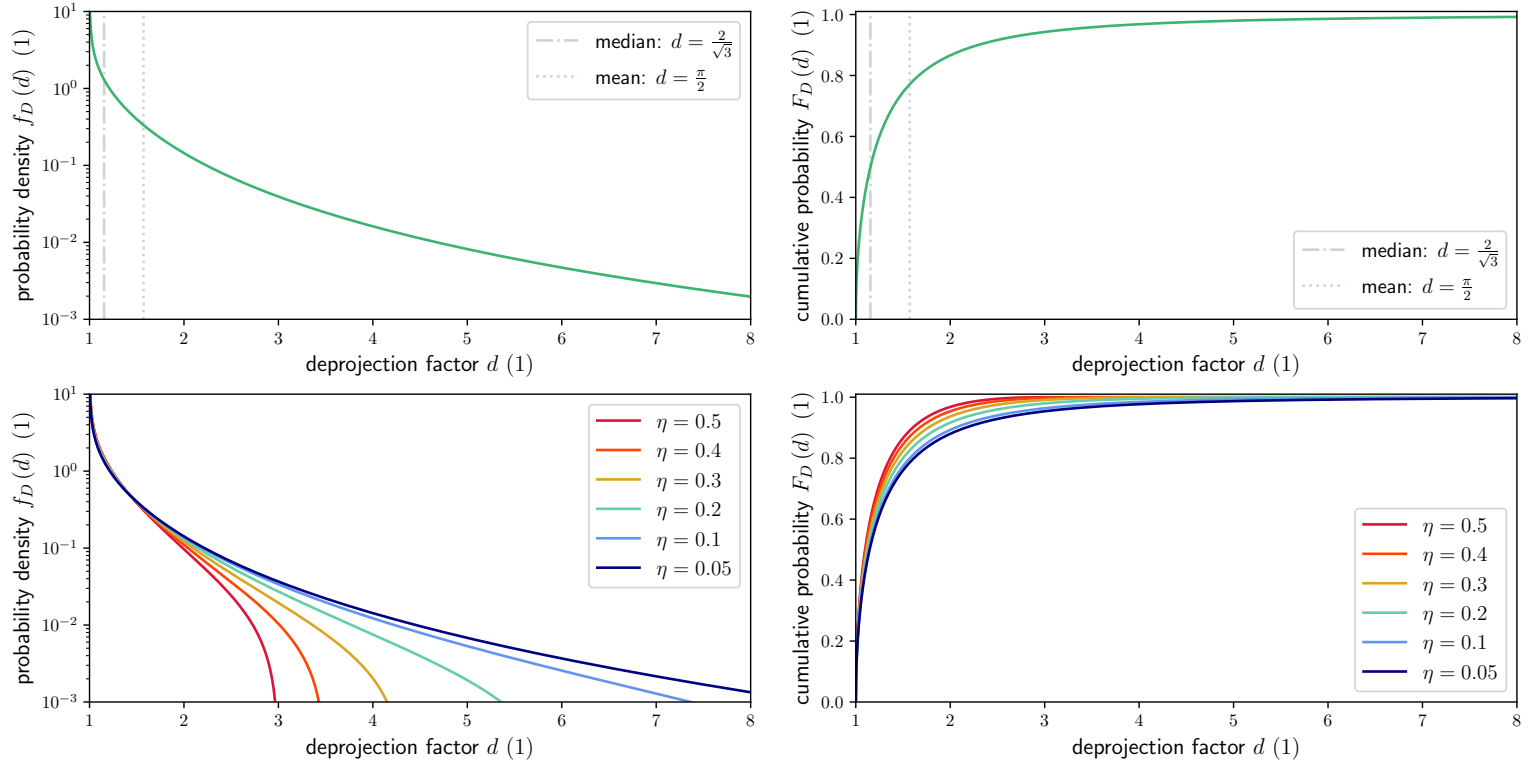 probability density f_D (d) (1)
10^1
10^0
10^−1
10^−2
10^−3
1 2 3 4 5 6 7 8
deprojection factor d (1)
median: d = 2/√3
mean: d = π/2
cumulative probability F_D (d) (1)
1.0
0.8
0.6
0.4
0.2
0.0
1 2 3 4 5 6 7 8
deprojection factor d (1)
median: d = 2/√3
mean: d = π/2
probability density f_D (d) (1)
10^1
10^0
10^−1
10^−2
10^−3
1 2 3 4 5 6 7 8
deprojection factor d (1)
η = 0.5
η = 0.4
η = 0.3
η = 0.2
η = 0.1
η = 0.05
cumulative probability F_D (d) (1)
1.0
0.8
0.6
0.4
0.2
0.0
1 2 3 4 5 6 7 8
deprojection factor d (1)
η = 0.5
η = 0.4
η = 0.3
η = 0.2
η = 0.1
η = 0.05